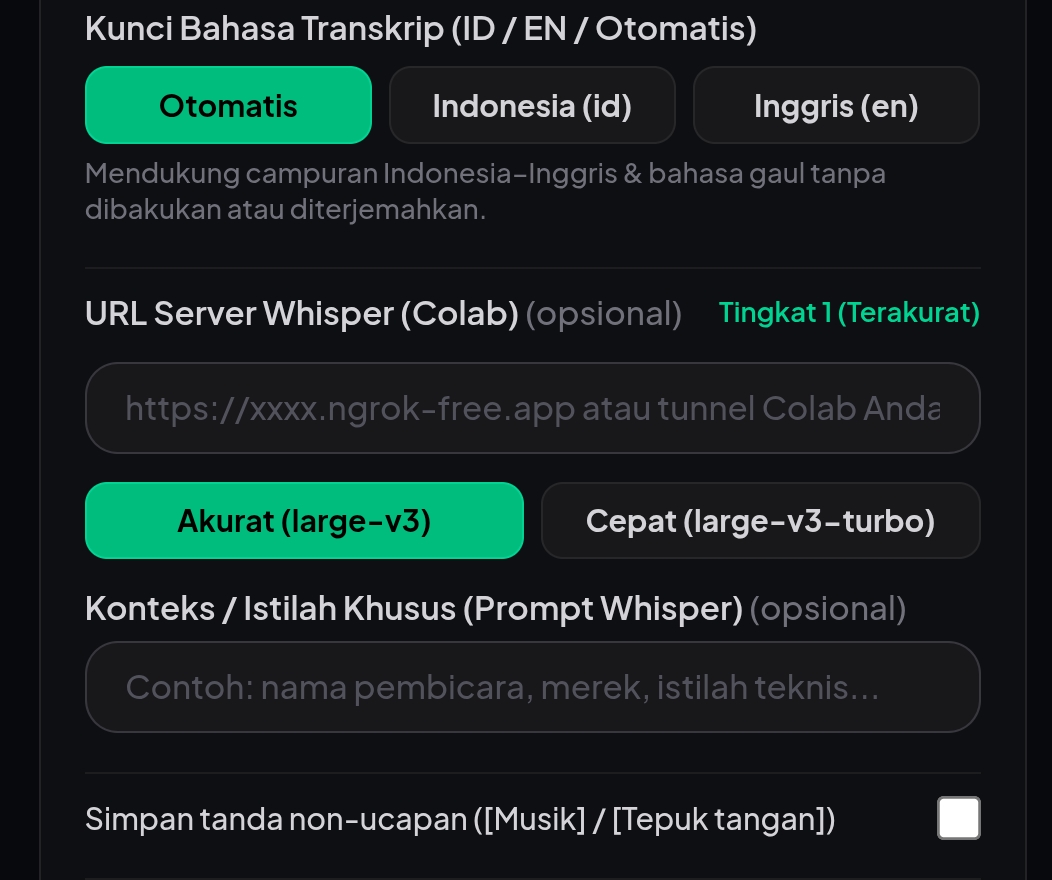 Kunci Bahasa Transkrip (ID / EN / Otomatis)
Otomatis
Indonesia (id)
Inggris (en)
Mendukung campuran Indonesia–Inggris & bahasa gaul tanpa
dibakukan atau diterjemahkan.
URL Server Whisper (Colab) (opsional)
Tingkat 1 (Terakurat)
https://xxxx.ngrok-free.app atau tunnel Colab Anda
Akurat (large-v3)
Cepat (large-v3-turbo)
Konteks / Istilah Khusus (Prompt Whisper) (opsional)
Contoh: nama pembicara, merek, istilah teknis...
Simpan tanda non-ucapan ([Musik] / [Tepuk tangan])